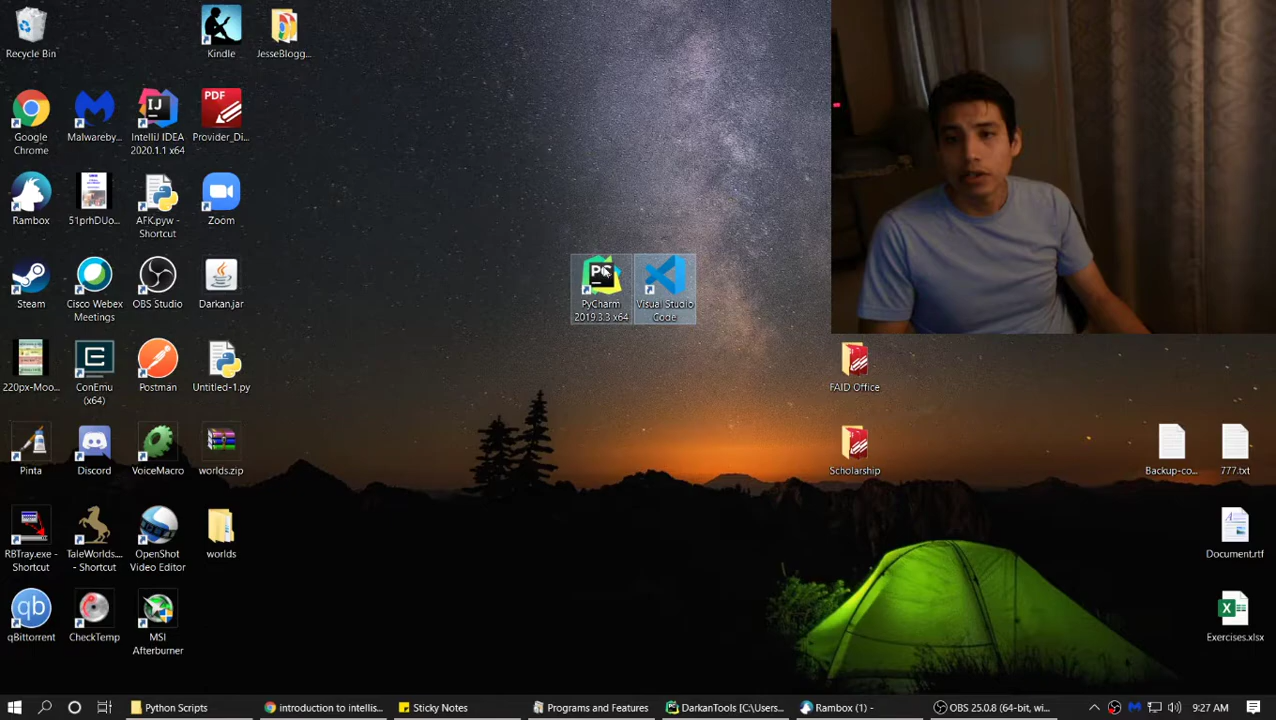 Recycle Bin
Kindle
JesseBlogg...
PDF
IJ
Google
Chrome
Malwareby...
IntelliJ IDEA
2020.1.1 x64
Provider_Di...
Rambox
51prhDUo...
AFK.pyw -
Shortcut
Zoom
PC
PyCharm
2019.3.3 x64
Visual Studio
Code
Steam
Cisco Webex
Meetings
OBS Studio
Darkan.jar
220px-Moo...
ConEmu
(x64)
Postman
Untitled-1.py
FAID Office
Pinta
Discord
VoiceMacro
worlds.zip
Scholarship
Backup-co...
777.txt
RBTray.exe -
Shortcut
TaleWorlds....
- Shortcut
OpenShot
Video Editor
worlds
Document.rtf
qb
qBittorrent
CheckTemp
MSI
Afterburner
X
Exercises.xlsx
Python Scripts
introduction to intellis...
Sticky Notes
Programs and Features
DarkanTools [C:\Users...
Rambox (1) -
OBS 25.0.8 (64-bit, wi...
9:27 AM